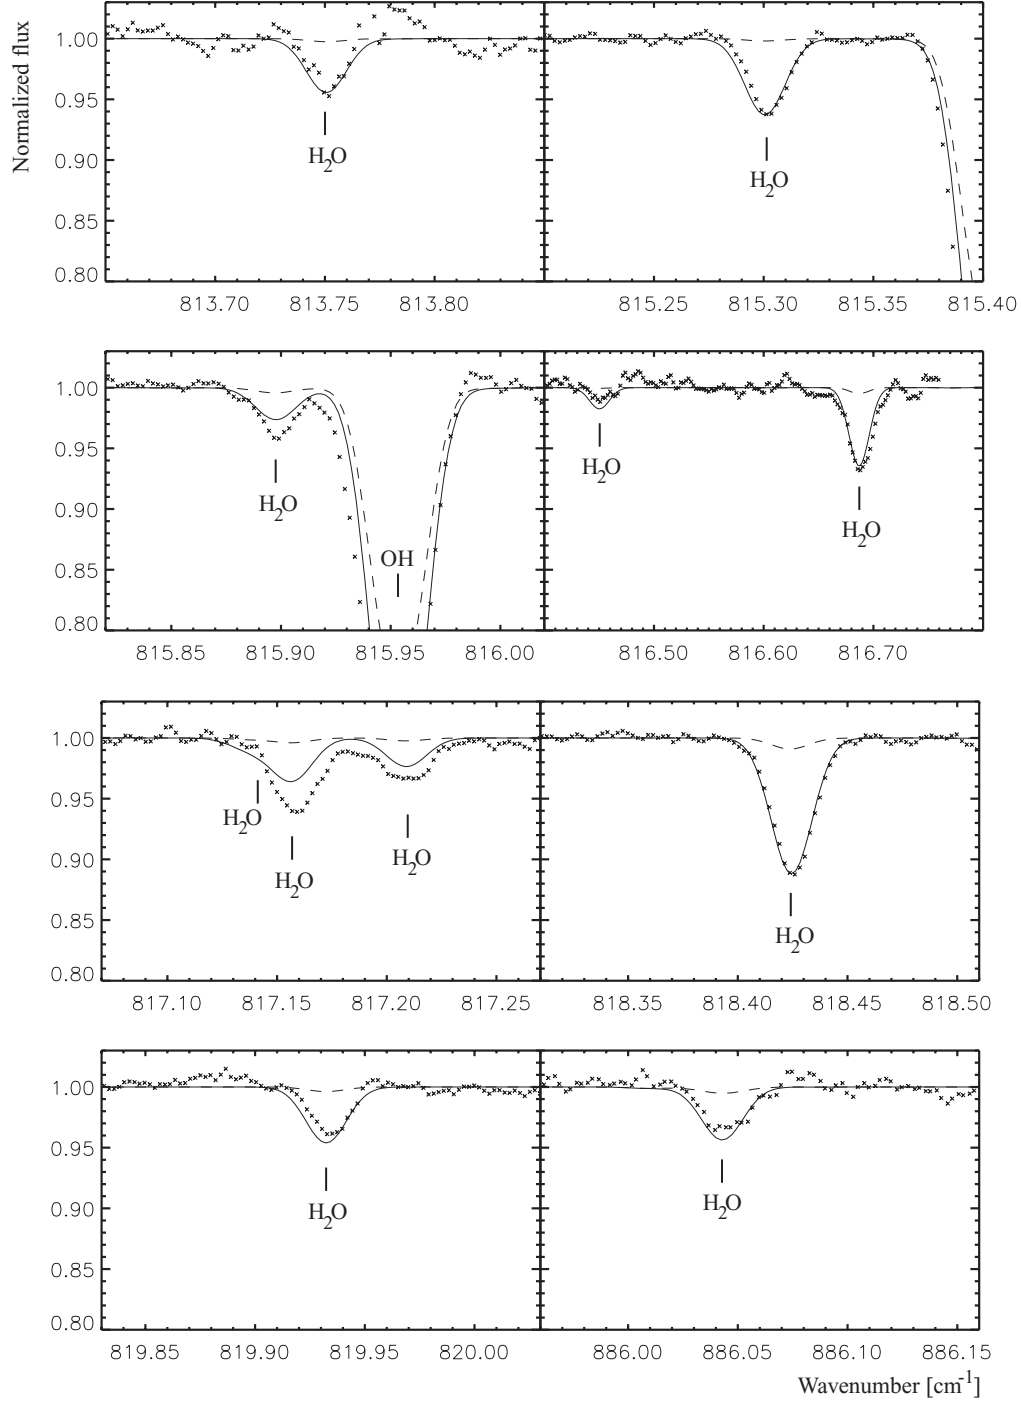 Normalized flux
1.00
0.95
0.90
0.85
0.80
H2O
H2O
813.70 813.75 813.80 815.25 815.30 815.35 815.40
1.00
0.95
0.90
0.85
0.80
H2O
OH
H2O
H2O
815.85 815.90 815.95 816.00 816.50 816.60 816.70
1.00
0.95
0.90
0.85
0.80
H2O
H2O
H2O
H2O
817.10 817.15 817.20 817.25 818.35 818.40 818.45 818.50
1.00
0.95
0.90
0.85
0.80
H2O
H2O
819.85 819.90 819.95 820.00 886.00 886.05 886.10 886.15
Wavenumber [cm-1]